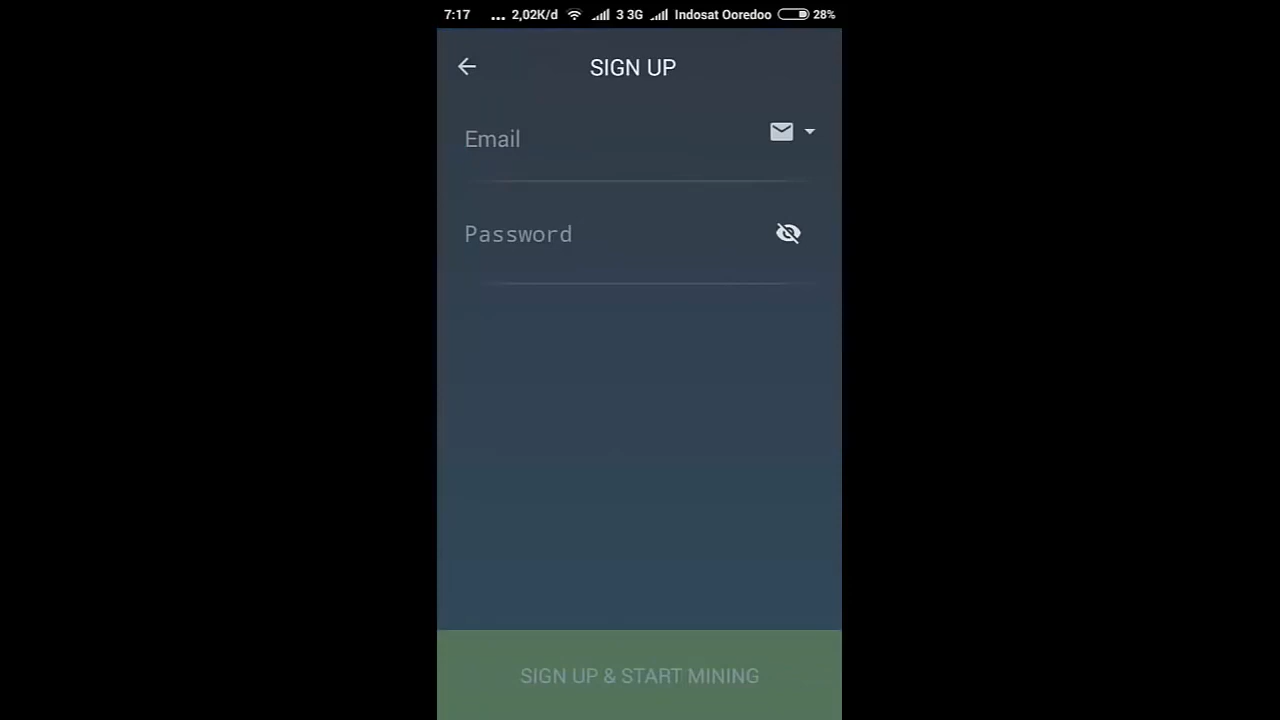 7:17 ... 2,02K/d 3 3G Indosat Ooredoo 28%
SIGN UP
Email
Password
SIGN UP & START MINING